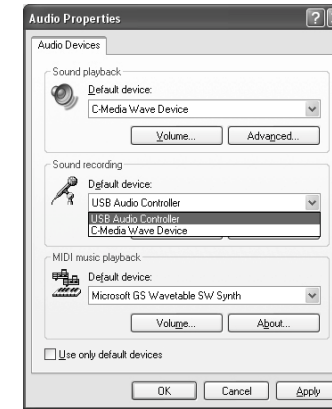 Audio Properties
Audio Devices
Sound playback
Default device:
C-Media Wave Device
Volume...
Advanced...
Sound recording
Default device:
USB Audio Controller
USB Audio Controller
C-Media Wave Device
MIDI music playback
Default device:
Microsoft GS Wavetable SW Synth
Volume...
About...
Use only default devices
OK
Cancel
Apply